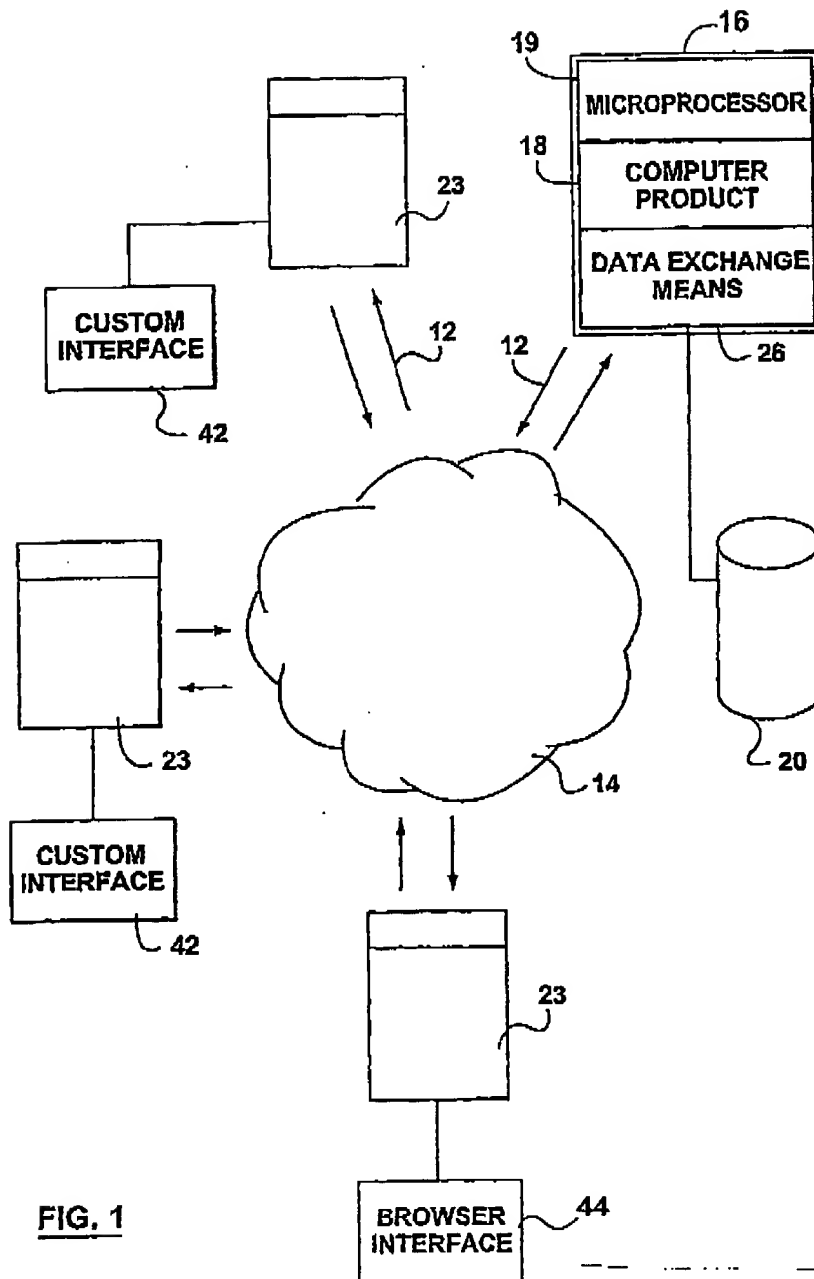 16
19
MICROPROCESSOR
18
COMPUTER
PRODUCT
23
DATA EXCHANGE
MEANS
CUSTOM
INTERFACE
12
12
26
42
23
14
20
CUSTOM
INTERFACE
42
23
FIG. 1
BROWSER
INTERFACE
44